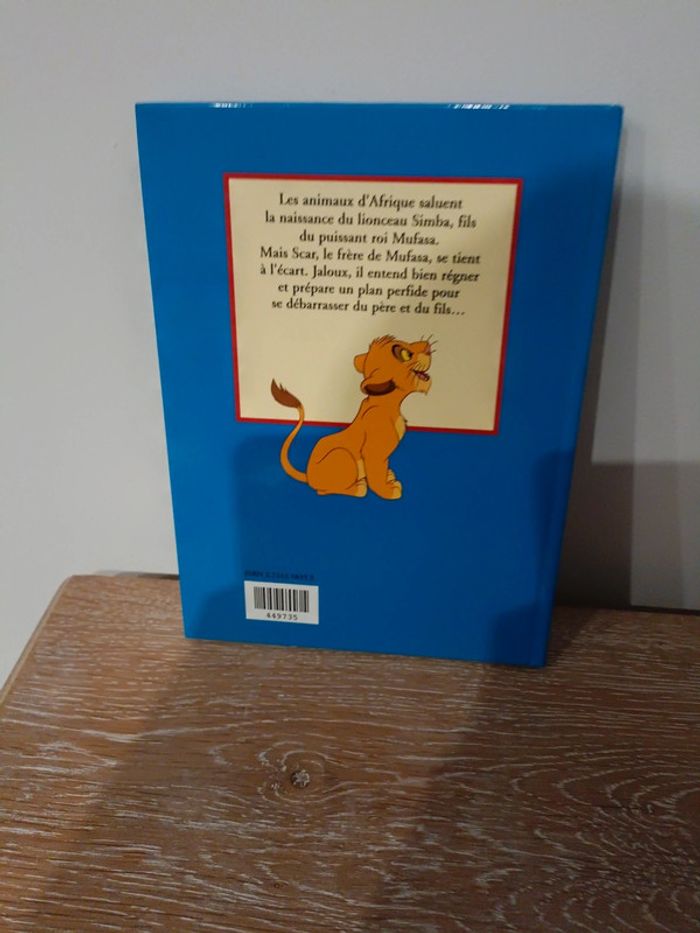 Les animaux d'Afrique saluent
la naissance du lionceau Simba, fils
du puissant roi Mufasa.
Mais Scar, le frère de Mufasa, se tient
à l'écart. Jaloux, il entend bien régner
et prépare un plan perfide pour
se débarrasser du père et du fils...
ISBN
449735